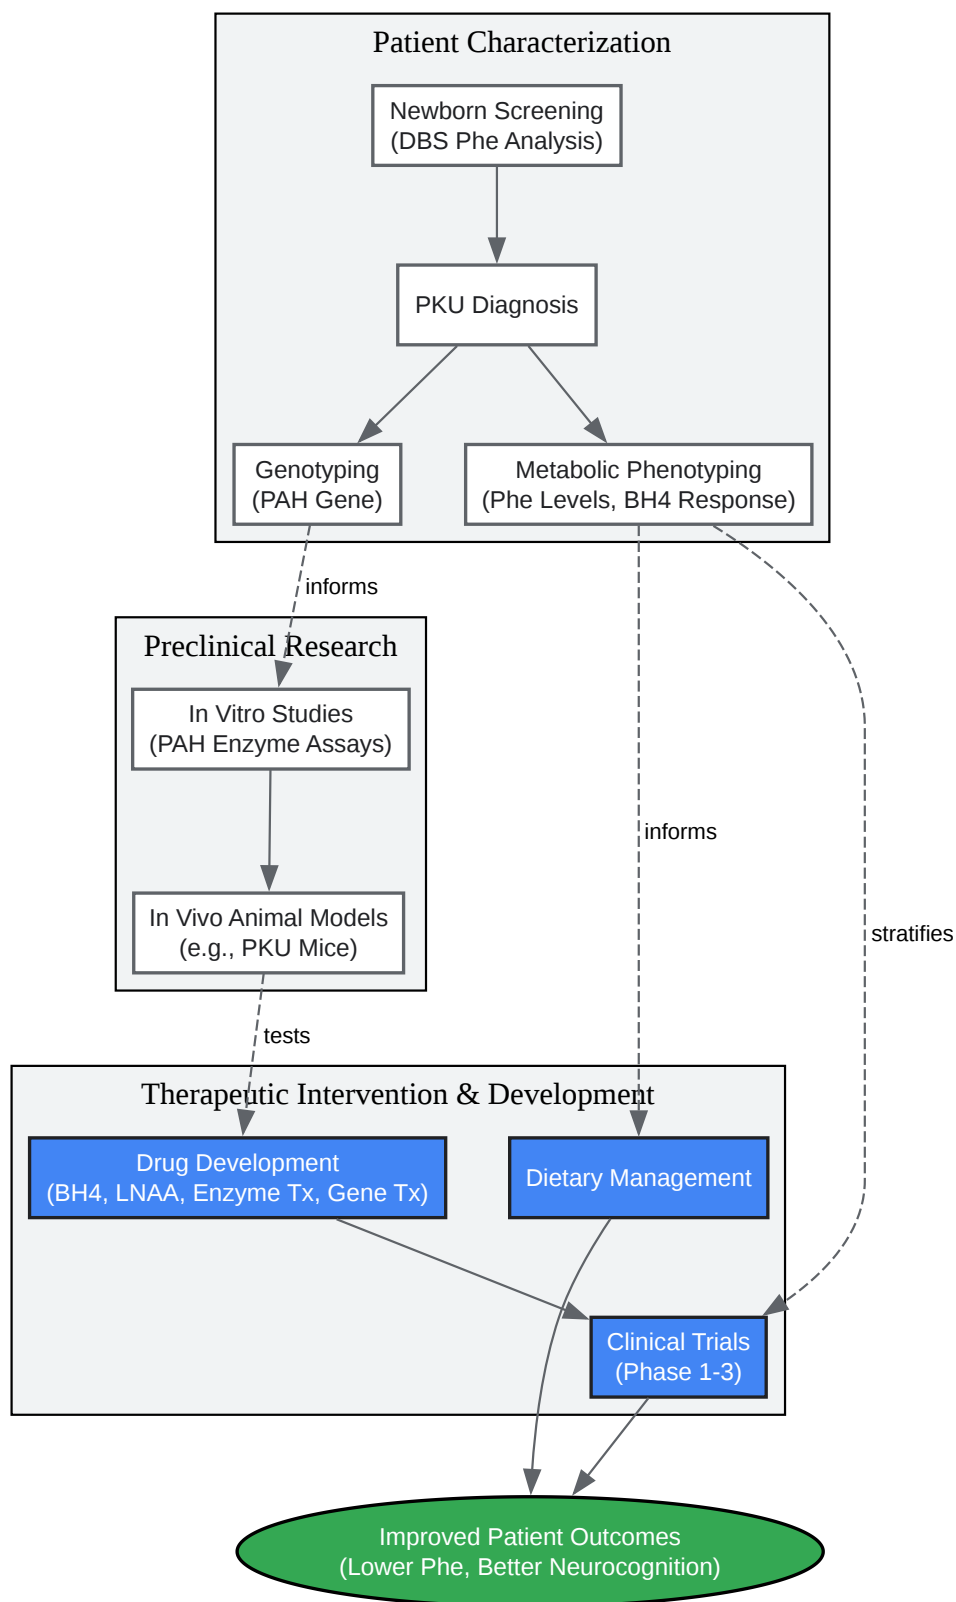 Patient Characterization
Newborn Screening
(DBS Phe Analysis)
PKU Diagnosis
Genotyping
(PAH Gene)
Metabolic Phenotyping
(Phe Levels, BH4 Response)
informs
Preclinical Research
In Vitro Studies
(PAH Enzyme Assays)
informs
In Vivo Animal Models
(e.g., PKU Mice)
stratifies
tests
Therapeutic Intervention & Development
Drug Development
(BH4, LNAA, Enzyme Tx, Gene Tx)
Dietary Management
Clinical Trials
(Phase 1-3)
Improved Patient Outcomes
(Lower Phe, Better Neurocognition)